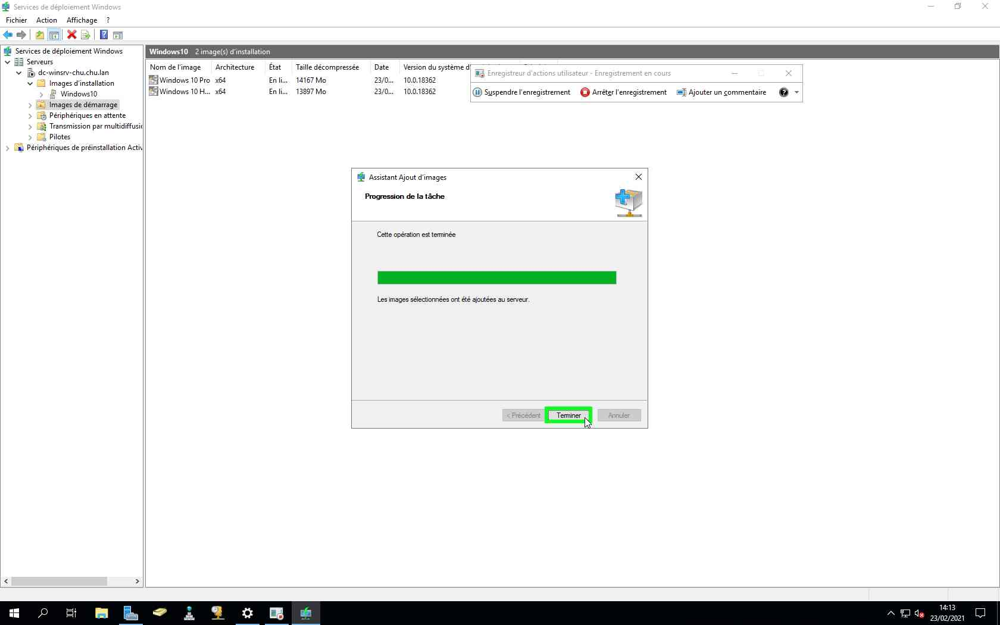 Services de déploiement Windows
Fichier Action Affichage ?
Services de déploiement Windows
Serveurs
dc-winsrv-chu.chu.lan
Images d'installation
Windows10
Images de démarrage
Périphériques en attente
Transmission par multidiffusio
Pilotes
Périphériques de préinstallation Activ
Windows10 2 image(s) d'installation
Nom de l'image Architecture État Taille décompressée Date Version du système d
Windows 10 Pro x64 En li... 14167 Mo 23/0... 10.0.18362
Windows 10 H... x64 En li... 13897 Mo 23/0... 10.0.18362
Enregistreur d'actions utilisateur - Enregistrement en cours
Suspendre l'enregistrement Arrêter l'enregistrement Ajouter un commentaire
Assistant Ajout d'images
Progression de la tâche
Cette opération est terminée
Les images sélectionnées ont été ajoutées au serveur.
< Précédent Terminer Annuler
14:13
23/02/2021